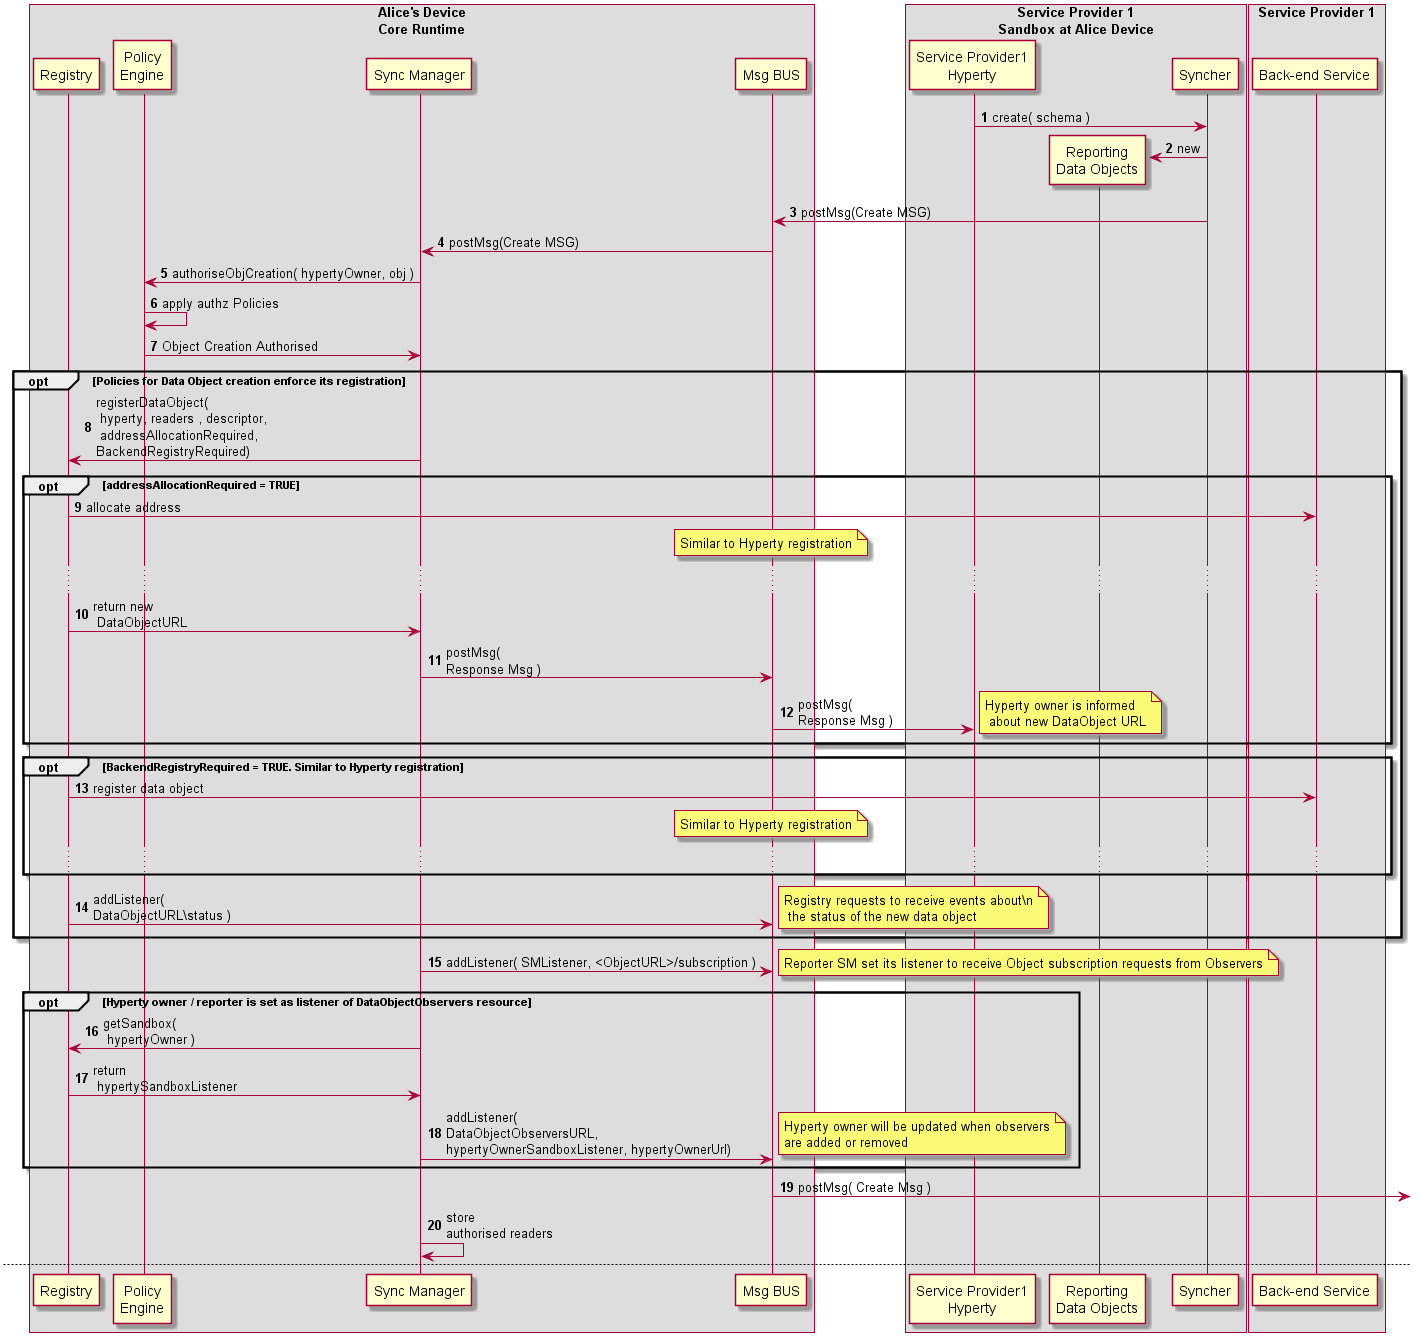 Alice's Device
Core Runtime
Service Provider 1
Sandbox at Alice Device
Service Provider 1
Registry
Policy
Engine
Sync Manager
Msg BUS
Service Provider1
Hyperty
Syncher
Back-end Service
1 create( schema )
Reporting
Data Objects
2 new
3 postMsg(Create MSG)
4 postMsg(Create MSG)
5 authoriseObjCreation( hypertyOwner, obj )
6 apply authz Policies
7 Object Creation Authorised
opt [Policies for Data Object creation enforce its registration]
registerDataObject(
hyperty, readers , descriptor,
8
addressAllocationRequired,
BackendRegistryRequired)
opt [addressAllocationRequired = TRUE]
9 allocate address
Similar to Hyperty registration
10 return new
DataObjectURL
11 postMsg(
Response Msg )
12 postMsg(
Response Msg )
Hyperty owner is informed
about new DataObject URL
opt [BackendRegistryRequired = TRUE. Similar to Hyperty registration]
13 register data object
Similar to Hyperty registration
14 addListener(
DataObjectURL\status )
Registry requests to receive events about\n
the status of the new data object
15 addListener( SMListener, <ObjectURL>/subscription )
Reporter SM set its listener to receive Object subscription requests from Observers
opt [Hyperty owner / reporter is set as listener of DataObjectObservers resource]
16 getSandbox(
hypertyOwner )
17 return
hypertySandboxListener
addListener(
18 DataObjectObserversURL,
hypertyOwnerSandboxListener, hypertyOwnerUrl)
Hyperty owner will be updated when observers
are added or removed
19 postMsg( Create Msg )
20 store
authorised readers
Registry
Policy
Engine
Sync Manager
Msg BUS
Service Provider1
Hyperty
Reporting
Data Objects
Syncher
Back-end Service